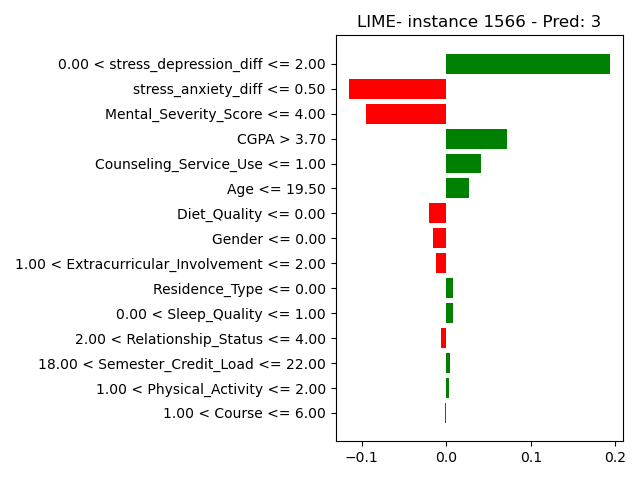 LIME- instance 1566 - Pred: 3
0.00 < stress_depression_diff <= 2.00
stress_anxiety_diff <= 0.50
Mental_Severity_Score <= 4.00
CGPA > 3.70
Counseling_Service_Use <= 1.00
Age <= 19.50
Diet_Quality <= 0.00
Gender <= 0.00
1.00 < Extracurricular_Involvement <= 2.00
Residence_Type <= 0.00
0.00 < Sleep_Quality <= 1.00
2.00 < Relationship_Status <= 4.00
18.00 < Semester_Credit_Load <= 22.00
1.00 < Physical_Activity <= 2.00
1.00 < Course <= 6.00
−0.1 0.0 0.1 0.2